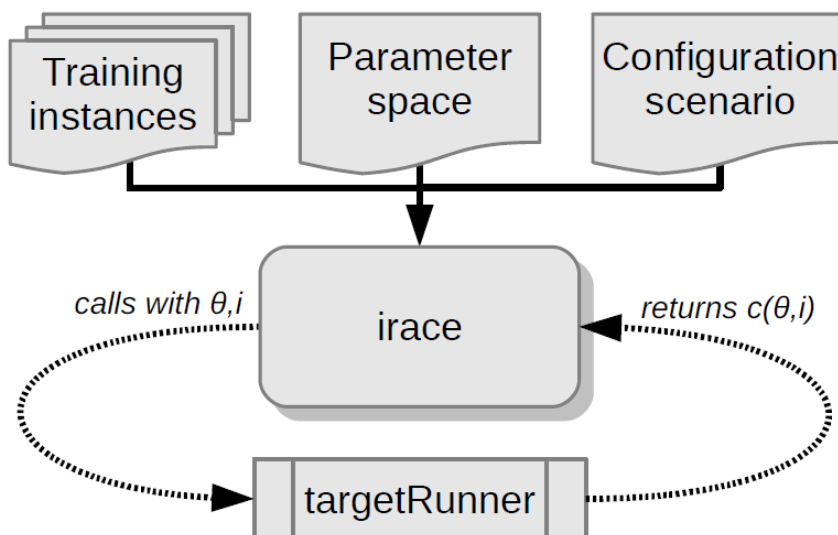 Training
instances
Parameter
space
Configuration
scenario
calls with θ,i
irace
returns c(θ,i)
targetRunner